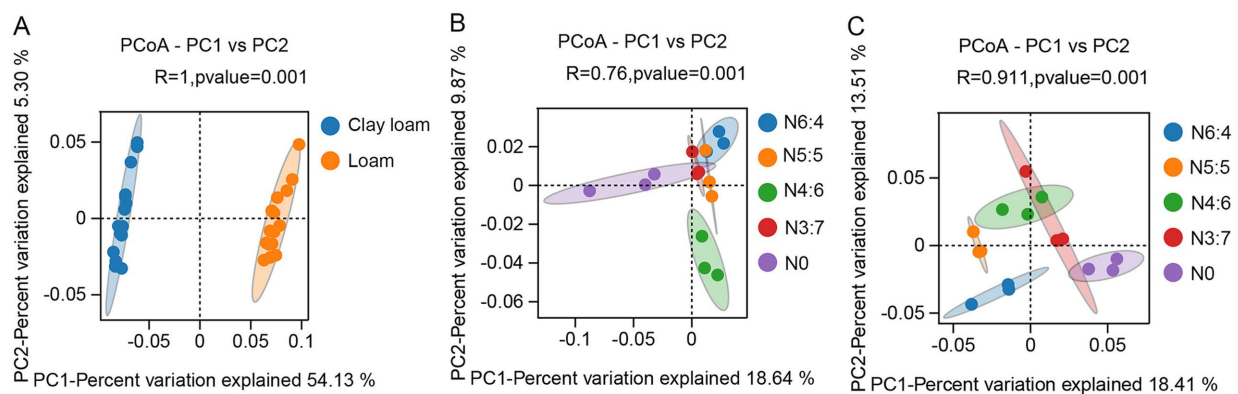 A
PCoA - PC1 vs PC2
R=1,pvalue=0.001
PC2-Percent variation explained 5.30 %
0.05
0
-0.05
-0.05
0
0.05
0.1
PC1-Percent variation explained 54.13 %
Clay loam
Loam
B
PCoA - PC1 vs PC2
R=0.76,pvalue=0.001
PC2-Percent variation explained 9.87 %
0.02
0
-0.02
-0.04
-0.06
-0.1
-0.05
0
PC1-Percent variation explained 18.64 %
N6:4
N5:5
N4:6
N3:7
N0
C
PCoA - PC1 vs PC2
R=0.911,pvalue=0.001
PC2-Percent variation explained 13.51 %
0.05
0
-0.05
-0.05
0
0.05
PC1-Percent variation explained 18.41 %
N6:4
N5:5
N4:6
N3:7
N0